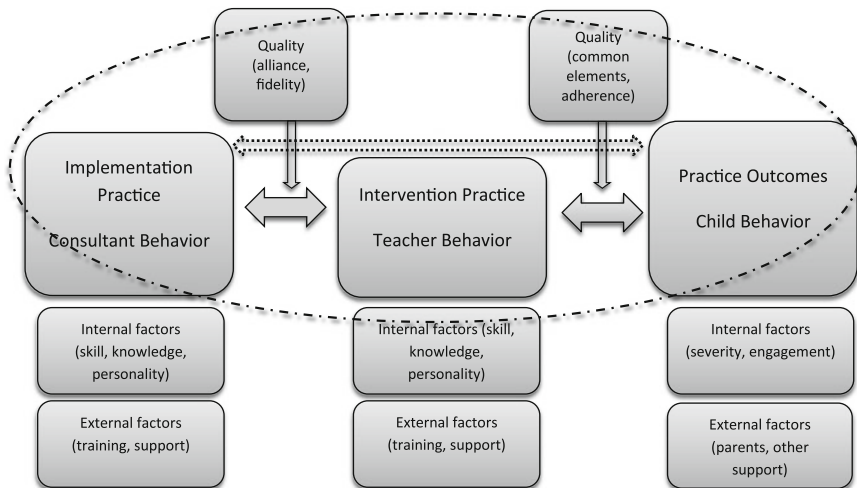 Quality
(alliance,
fidelity)
Quality
(common
elements,
adherence)
Implementation
Practice
Consultant Behavior
Intervention Practice
Teacher Behavior
Practice Outcomes
Child Behavior
Internal factors
(skill, knowledge,
personality)
Internal factors (skill,
knowledge,
personality)
Internal factors
(severity, engagement)
External factors
(training, support)
External factors
(training, support)
External factors
(parents, other
support)